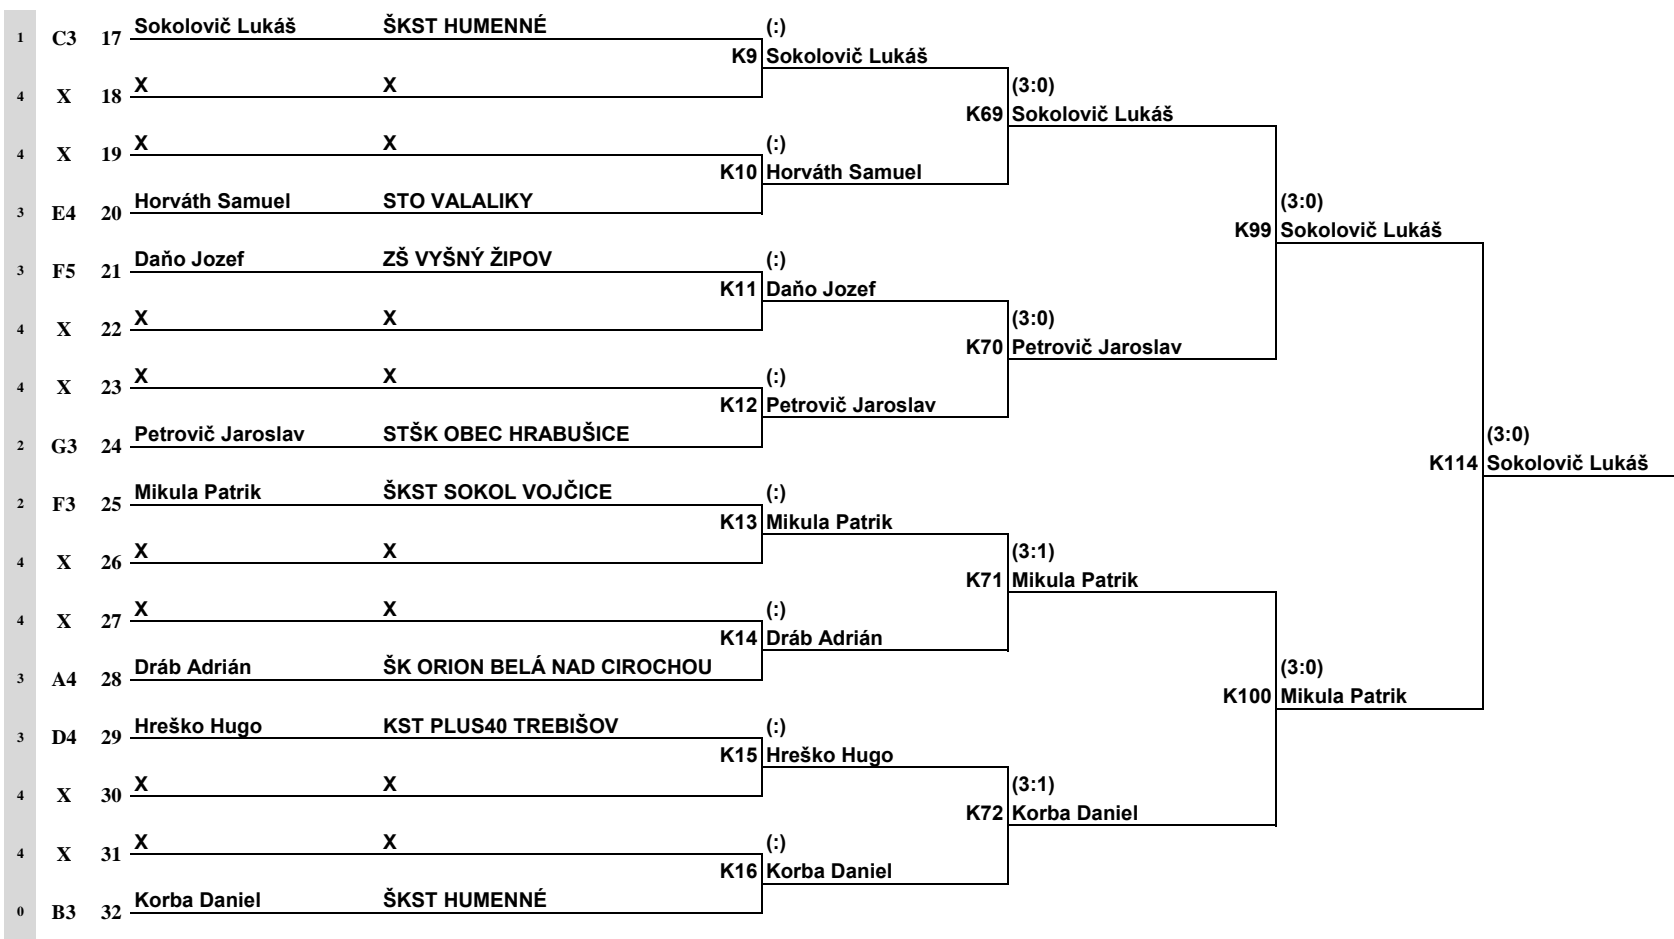 1 C3 17 Sokolovič Lukáš ŠKST HUMENNÉ (:)
K9 Sokolovič Lukáš
4 X 18 X X (3:0)
K69 Sokolovič Lukáš
4 X 19 X X (:)
K10 Horváth Samuel
3 E4 20 Horváth Samuel STO VALALIKY (3:0)
K99 Sokolovič Lukáš
3 F5 21 Daňo Jozef ZŠ VYŠNÝ ŽIPOV (:)
K11 Daňo Jozef
4 X 22 X X (3:0)
K70 Petrovič Jaroslav
4 X 23 X X (:)
K12 Petrovič Jaroslav
2 G3 24 Petrovič Jaroslav STŠK OBEC HRABUŠICE (3:0)
K114 Sokolovič Lukáš
2 F3 25 Mikula Patrik ŠKST SOKOL VOJČICE (:)
K13 Mikula Patrik
4 X 26 X X (3:1)
K71 Mikula Patrik
4 X 27 X X (:)
K14 Dráb Adrián
3 A4 28 Dráb Adrián ŠK ORION BELÁ NAD CIROCHOU (3:0)
K100 Mikula Patrik
3 D4 29 Hreško Hugo KST PLUS40 TREBIŠOV (:)
K15 Hreško Hugo
4 X 30 X X (3:1)
K72 Korba Daniel
4 X 31 X X (:)
K16 Korba Daniel
0 B3 32 Korba Daniel ŠKST HUMENNÉ